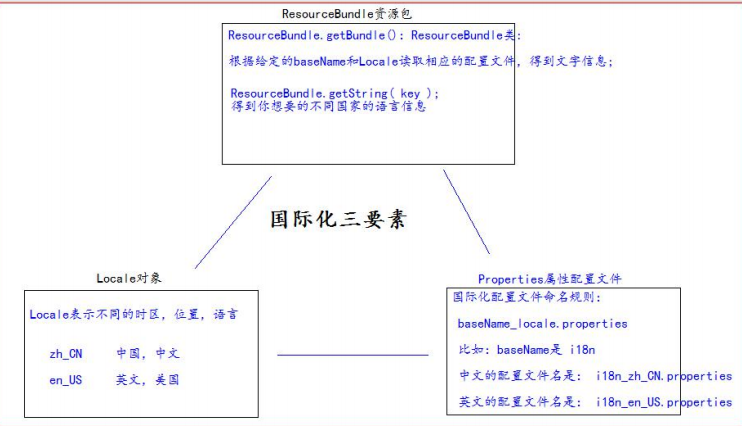 ResourceBundle资源包
ResourceBundle.getBundle(): ResourceBundle类:
根据给定的baseName和Locale读取相应的配置文件，得到文字信息;
ResourceBundle.getString( key );
得到你想要的不同国家的语言信息
国际化三要素
Locale对象
Locale表示不同的时区，位置，语言
zh_CN 中国，中文
en_US 英文，美国
Properties属性配置文件
国际化配置文件命名规则:
baseName_locale.properties
比如: baseName是 i18n
中文的配置文件名是: i18n_zh_CN.properties
英文的配置文件名是: i18n_en_US.properties